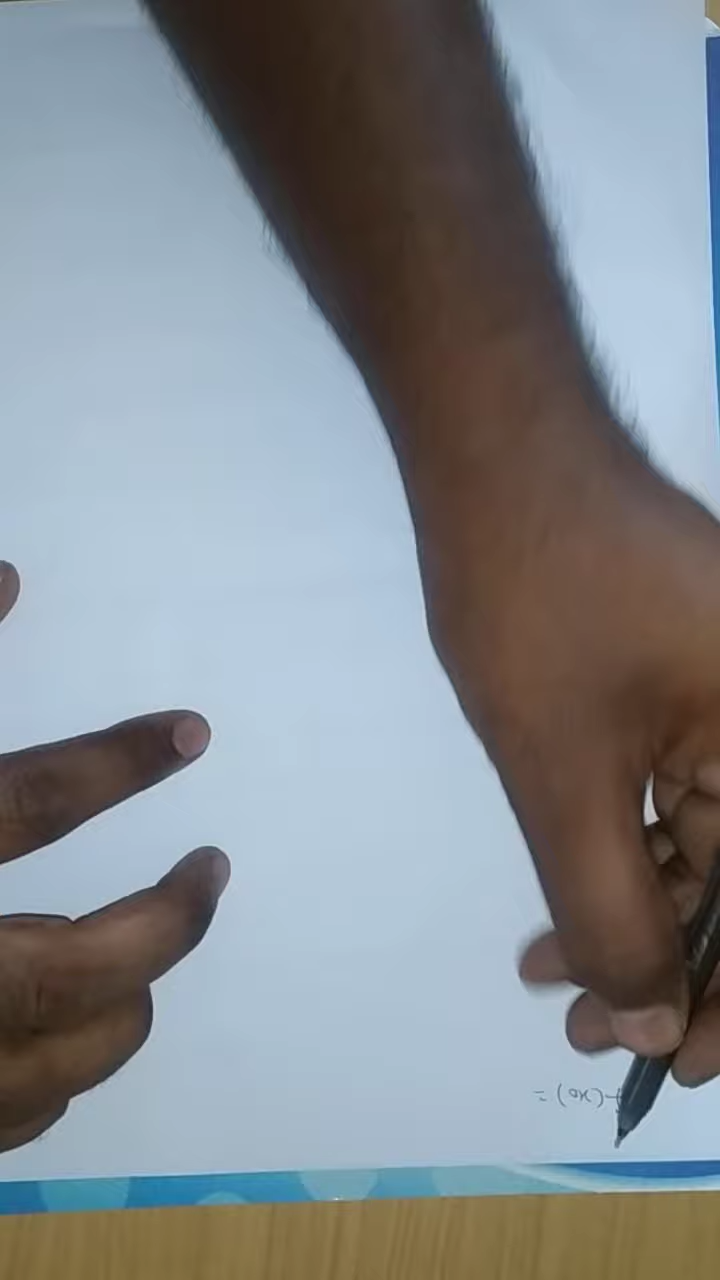 f(x₀) =